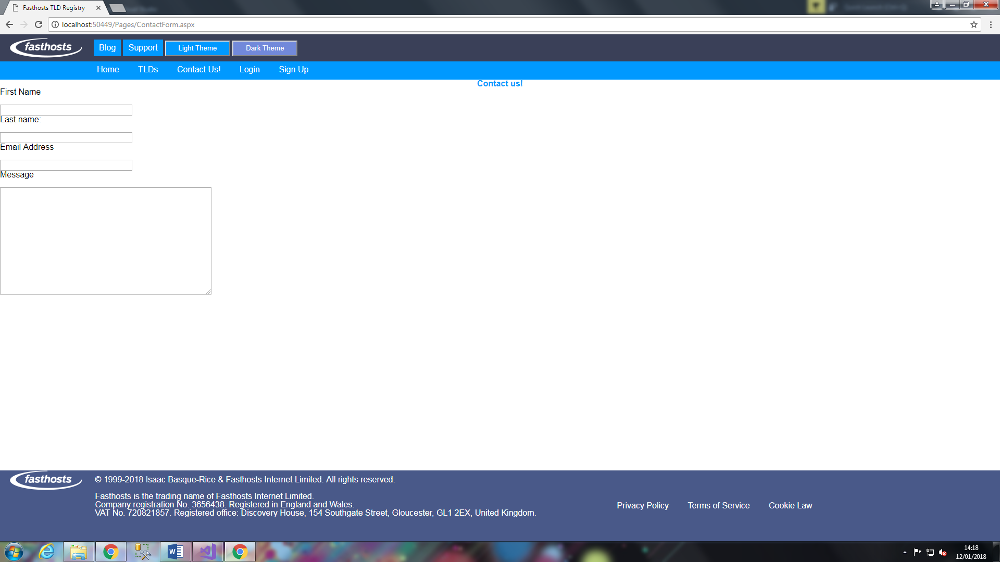 Fasthosts TLD Registry
localhost:50449/Pages/ContactForm.aspx
fasthosts Blog Support Light Theme Dark Theme
Home TLDs Contact Us! Login Sign Up
Contact us!
First Name
Last name:
Email Address
Message
fasthosts © 1999-2018 Isaac Basque-Rice & Fasthosts Internet Limited. All rights reserved.
Fasthosts is the trading name of Fasthosts Internet Limited.
Company registration No. 3656438. Registered in England and Wales.
VAT No. 720821857. Registered office: Discovery House, 154 Southgate Street, Gloucester, GL1 2EX, United Kingdom.
Privacy Policy Terms of Service Cookie Law
14:18
12/01/2018